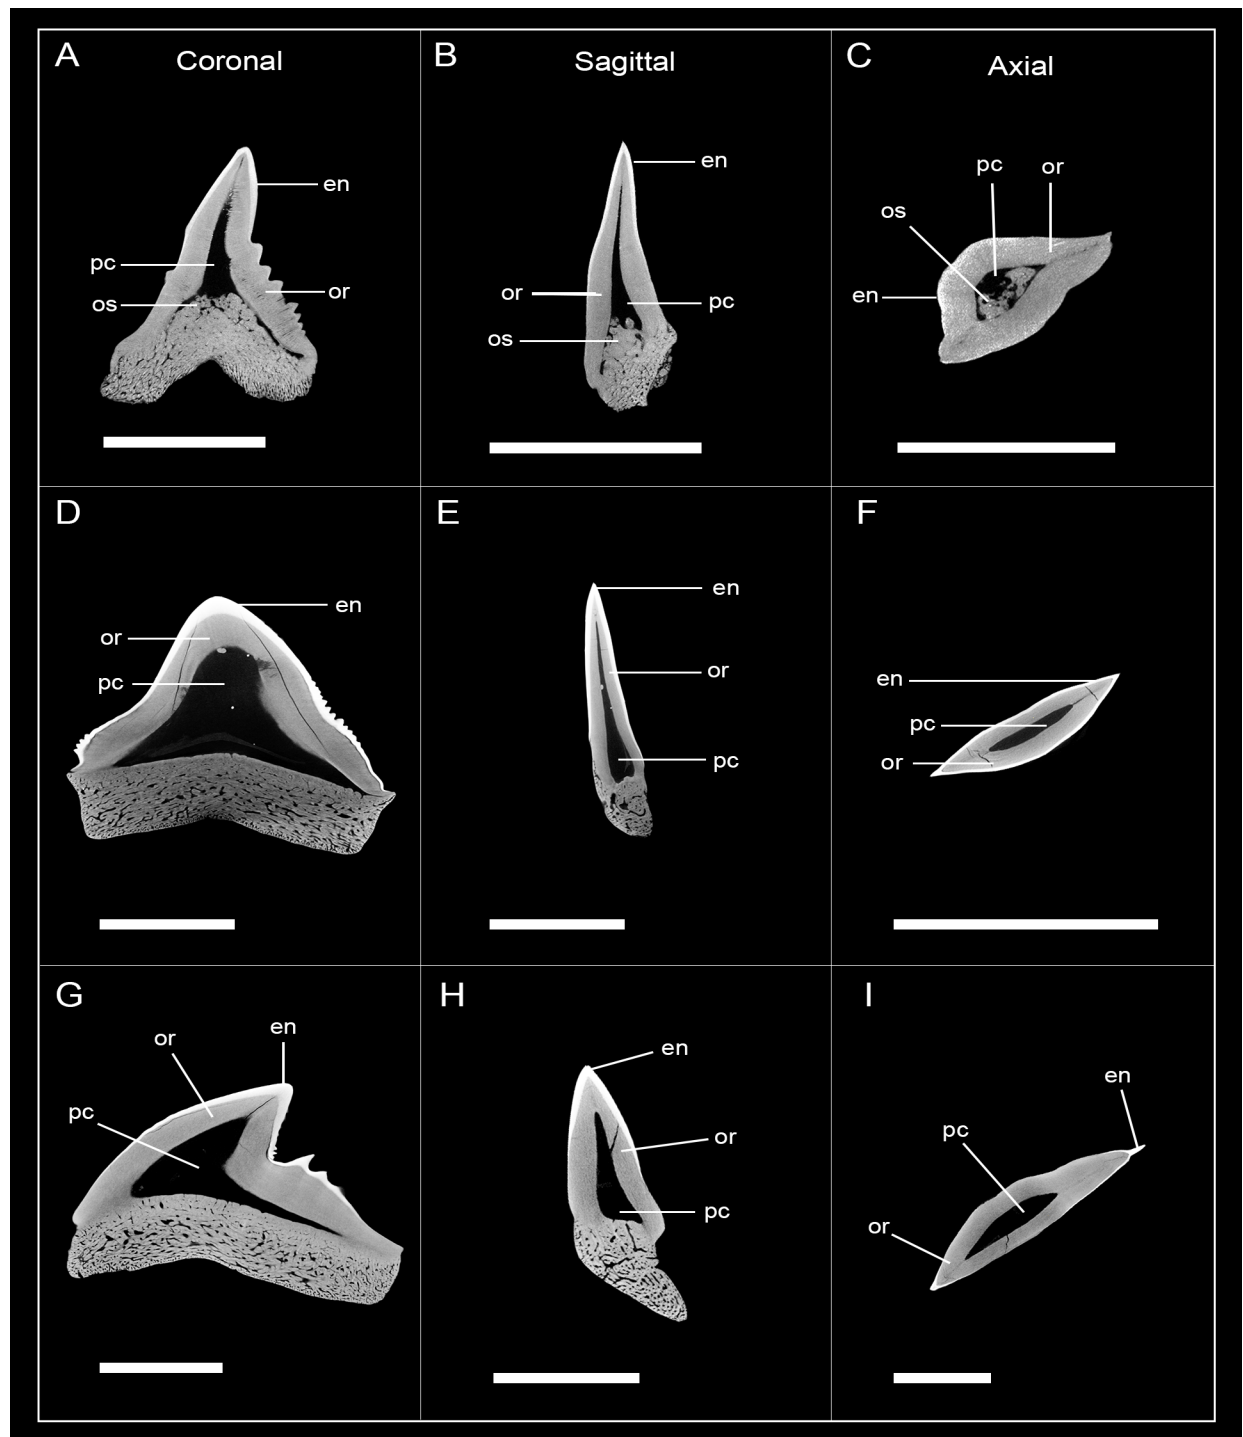 A Coronal
B Sagittal
C Axial
en
pc
os
or
en
or
pc
os
pc or
os
en
D
en
or
pc
E
en
or
pc
F
en
pc
or
G
en
or
pc
H
en
or
pc
I
en
pc
or